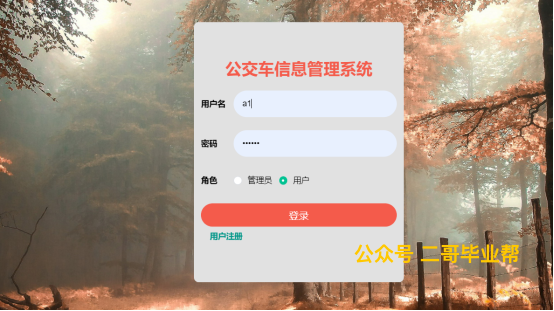 公交车信息管理系统
用户名 a1
密码 ••••••
角色 管理员 用户
登录
用户注册
公众号 二哥毕业帮